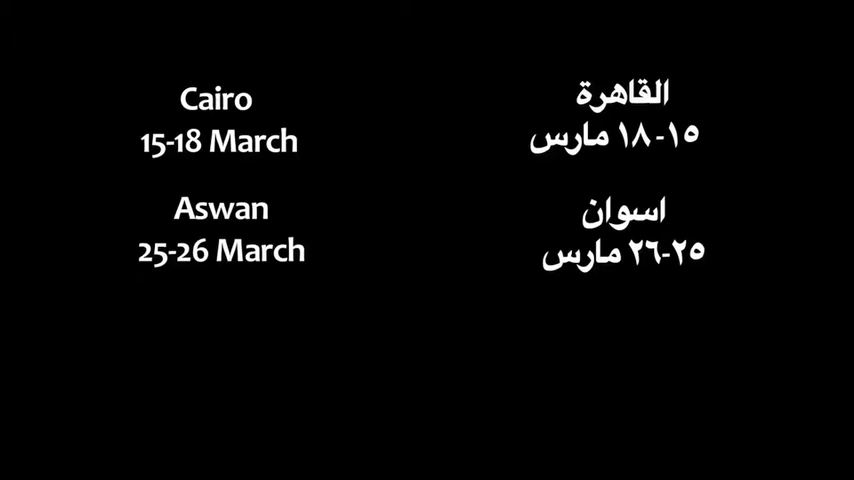 Cairo
15-18 March
Aswan
25-26 March
القاهرة
١٥-١٨ مارس
اسوان
٢٥-٢٦ مارس